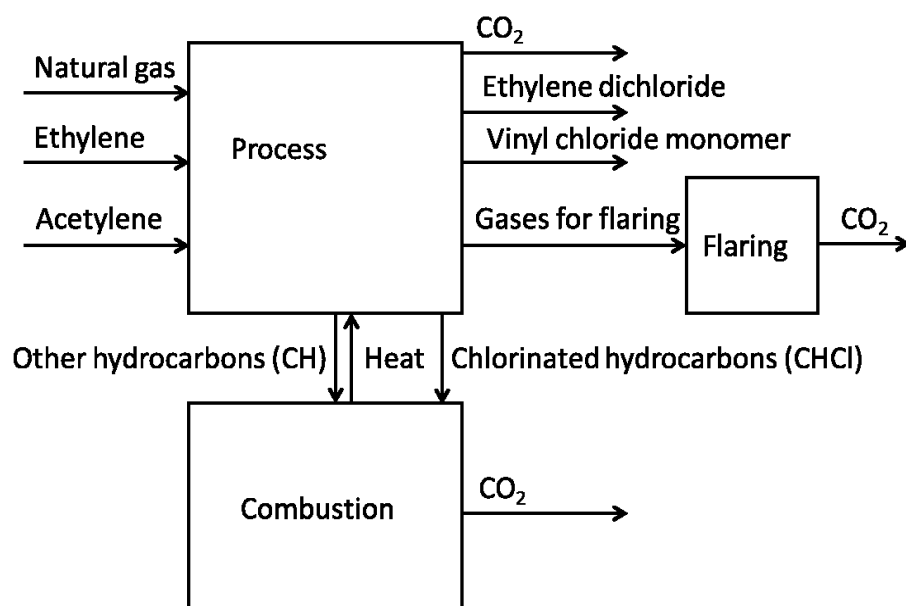 CO₂
Natural gas
Ethylene dichloride
Ethylene
Process
Vinyl chloride monomer
Acetylene
Gases for flaring
Flaring
CO₂
Other hydrocarbons (CH)
Heat
Chlorinated hydrocarbons (CHCl)
Combustion
CO₂